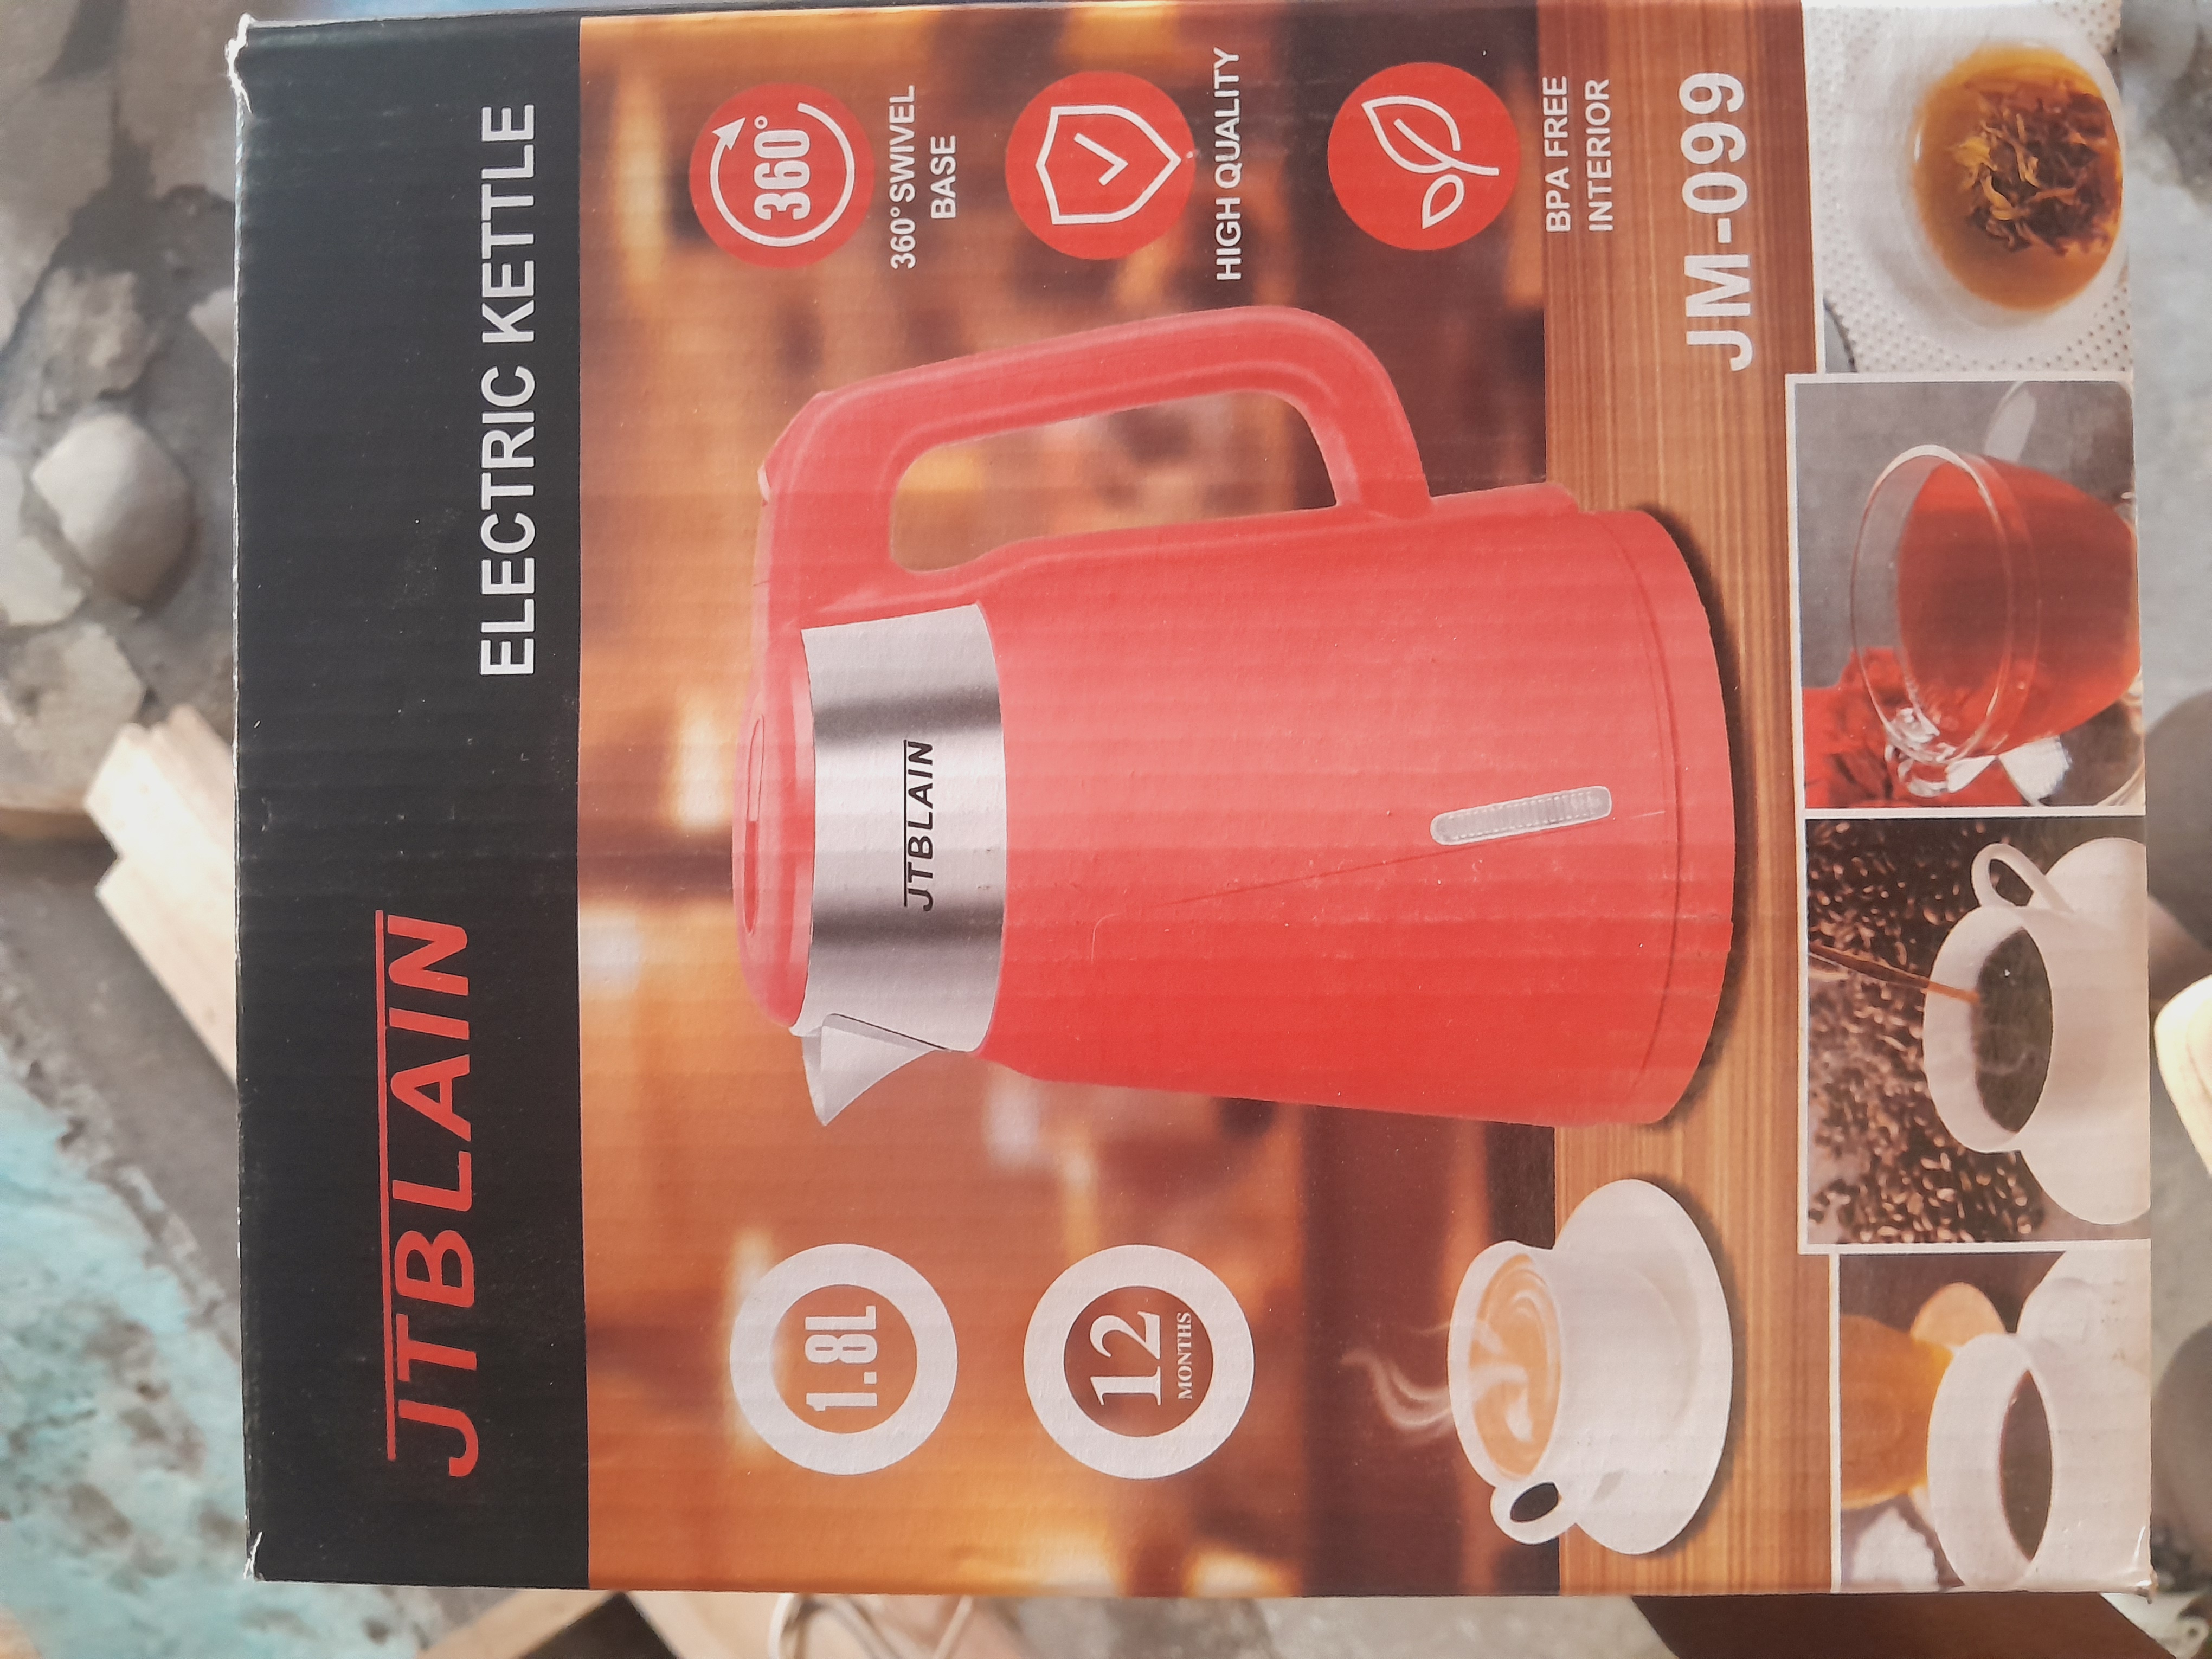 JTBLAIN
ELECTRIC KETTLE
1.8L
12
MONTHS
JTBLAIN
360°
360° SWIVEL
BASE
HIGH QUALITY
BPA FREE
INTERIOR
JM-099